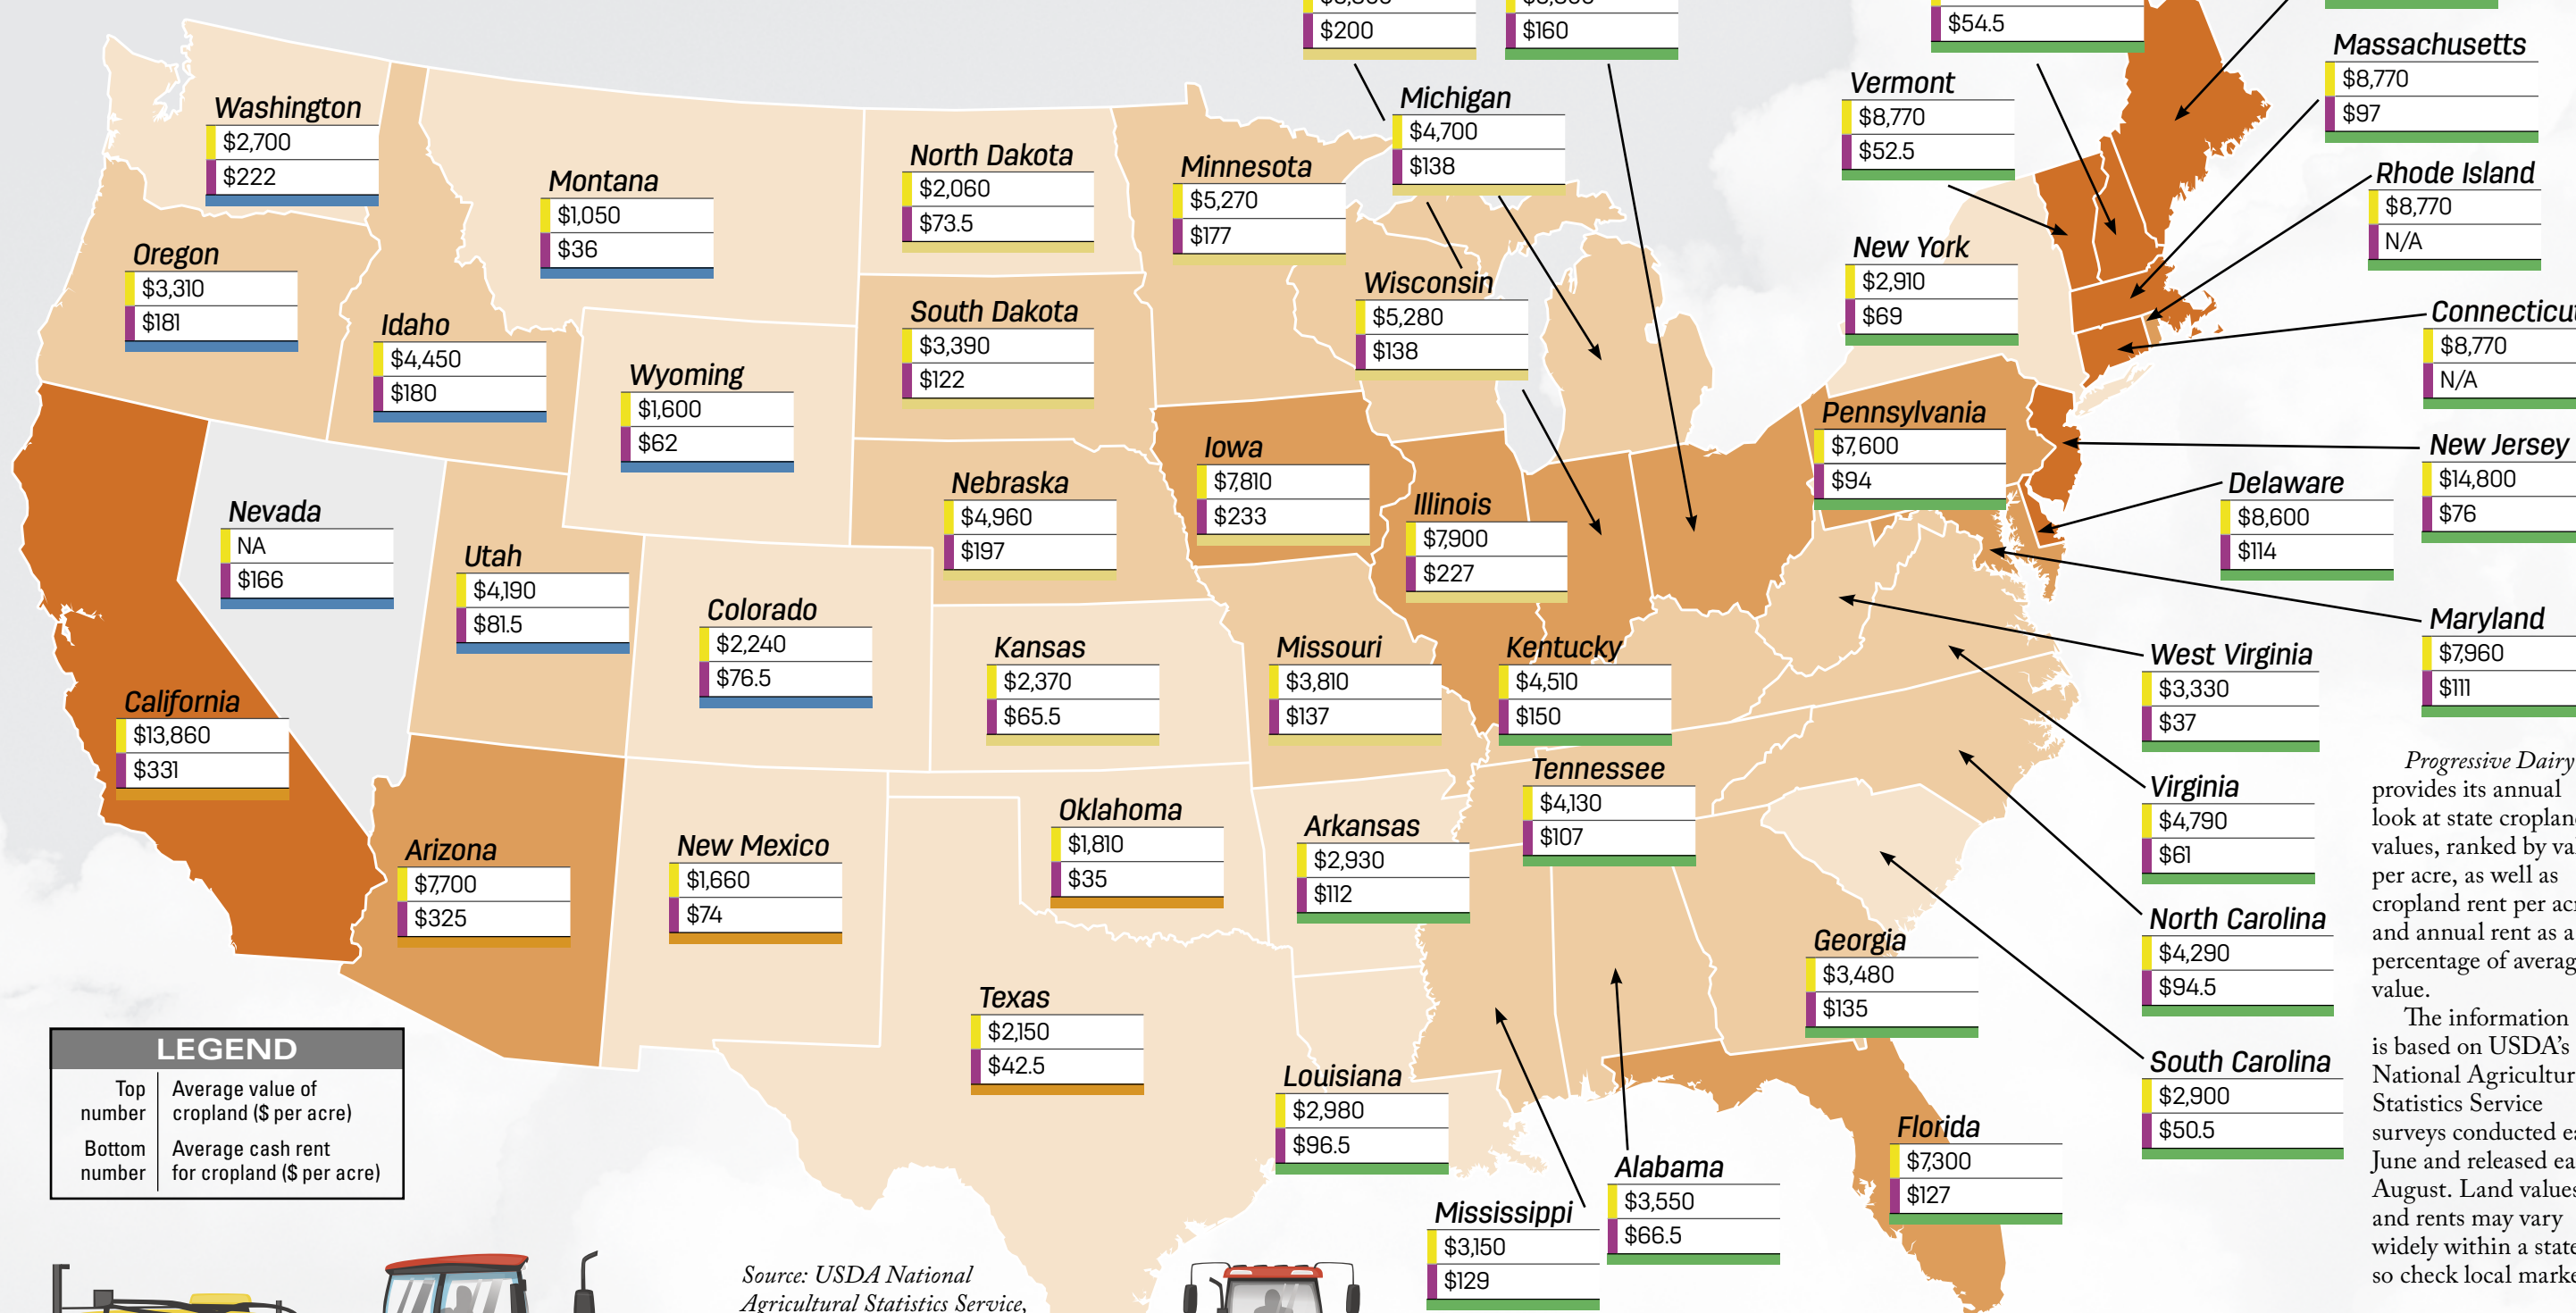 $200
$160
$54.5
Massachusetts
$8,770
$97
Washington
$2,700
$222
Montana
$1,050
$36
North Dakota
$2,060
$73.5
Minnesota
$5,270
$177
Michigan
$4,700
$138
Vermont
$8,770
$52.5
Rhode Island
$8,770
N/A
Oregon
$3,310
$181
Idaho
$4,450
$180
Wyoming
$1,600
$62
South Dakota
$3,390
$122
Wisconsin
$5,280
$138
New York
$2,910
$69
$8,770
N/A
Nevada
NA
$166
Utah
$4,190
$81.5
Colorado
$2,240
$76.5
Nebraska
$4,960
$197
Iowa
$7,810
$233
Illinois
$7,900
$227
Pennsylvania
$7,600
$94
New Jersey
$14,800
$76
Delaware
$8,600
$114
Maryland
$7,960
$111
California
$13,860
$331
Kansas
$2,370
$65.5
Missouri
$3,810
$137
Kentucky
$4,510
$150
West Virginia
$3,330
$37
Arizona
$7,700
$325
New Mexico
$1,660
$74
Oklahoma
$1,810
$35
Arkansas
$2,930
$112
Tennessee
$4,130
$107
Virginia
$4,790
$61
North Carolina
$4,290
$94.5
Texas
$2,150
$42.5
Louisiana
$2,980
$96.5
Mississippi
$3,150
$129
Alabama
$3,550
$66.5
Georgia
$3,480
$135
Florida
$7,300
$127
South Carolina
$2,900
$50.5
LEGEND
Top number Average value of cropland ($ per acre)
Bottom number Average cash rent for cropland ($ per acre)
Source: USDA National
Agricultural Statistics Service,
Progressive Dairy
provides its annual
look at state
values, ranked by
per acre, as well as
cropland rent per
and annual rent as a
percentage of
value.
The information
is based on USDA's
National
Statistics Service
surveys conducted
June and released
August. Land
and rents may vary
widely within a
so check local